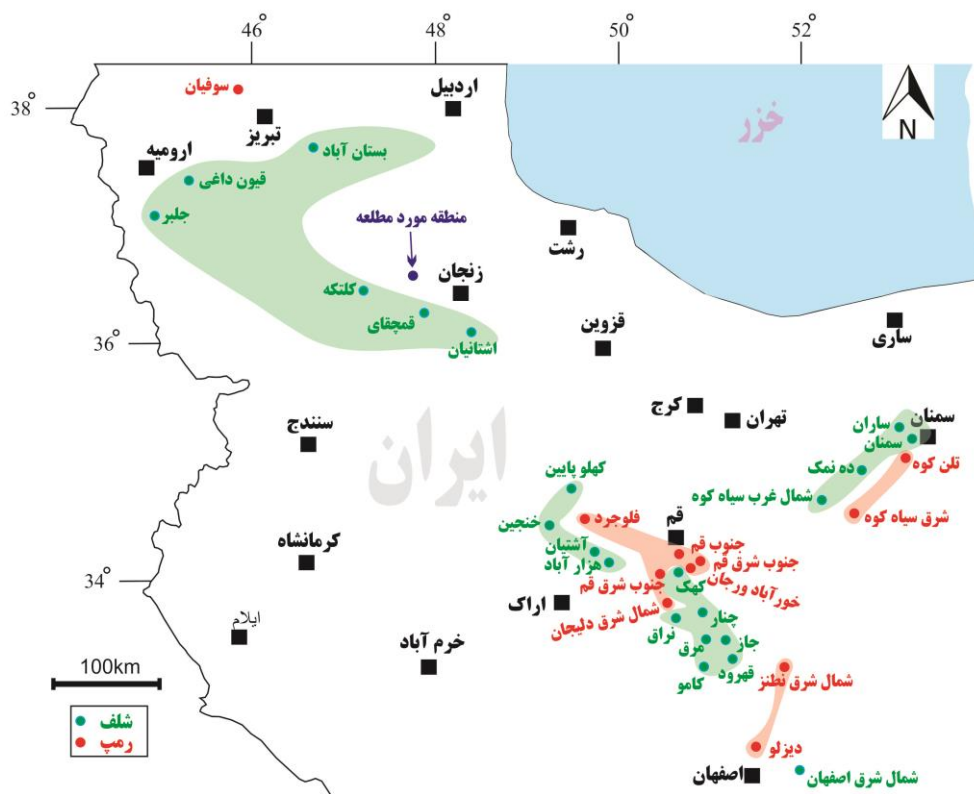 46°
48°
50°
52°
38°
36°
34°
N
خزر
ایران
سوفیان
اردبیل
تبریز
ارومیه
بستان آباد
قیون داغی
جلبر
منطقه مورد مطلعه
زنجان
رشت
کلتکه
قمچقای
اشتانیان
قزوین
ساری
کرج
تهران
سمنان
ساران
سمنان
تلن کوه
ده نمک
شمال غرب سیاه کوه
شرق سیاه کوه
سنندج
کهلو پایین
خنجین
فلوجرد
قم
آشتیان
هزار آباد
جنوب قم
جنوب شرق قم
خورآباد ورجان
کهک
جنوب شرق قم
کرمانشاه
اراک
شمال شرق دلیجان
چنار
نراق
مرق
جاز
قهرود
کامو
ایلام
خرم آباد
شمال شرق نطنز
دیزلو
اصفهان
شمال شرق اصفهان
100km
شلف
رمپ